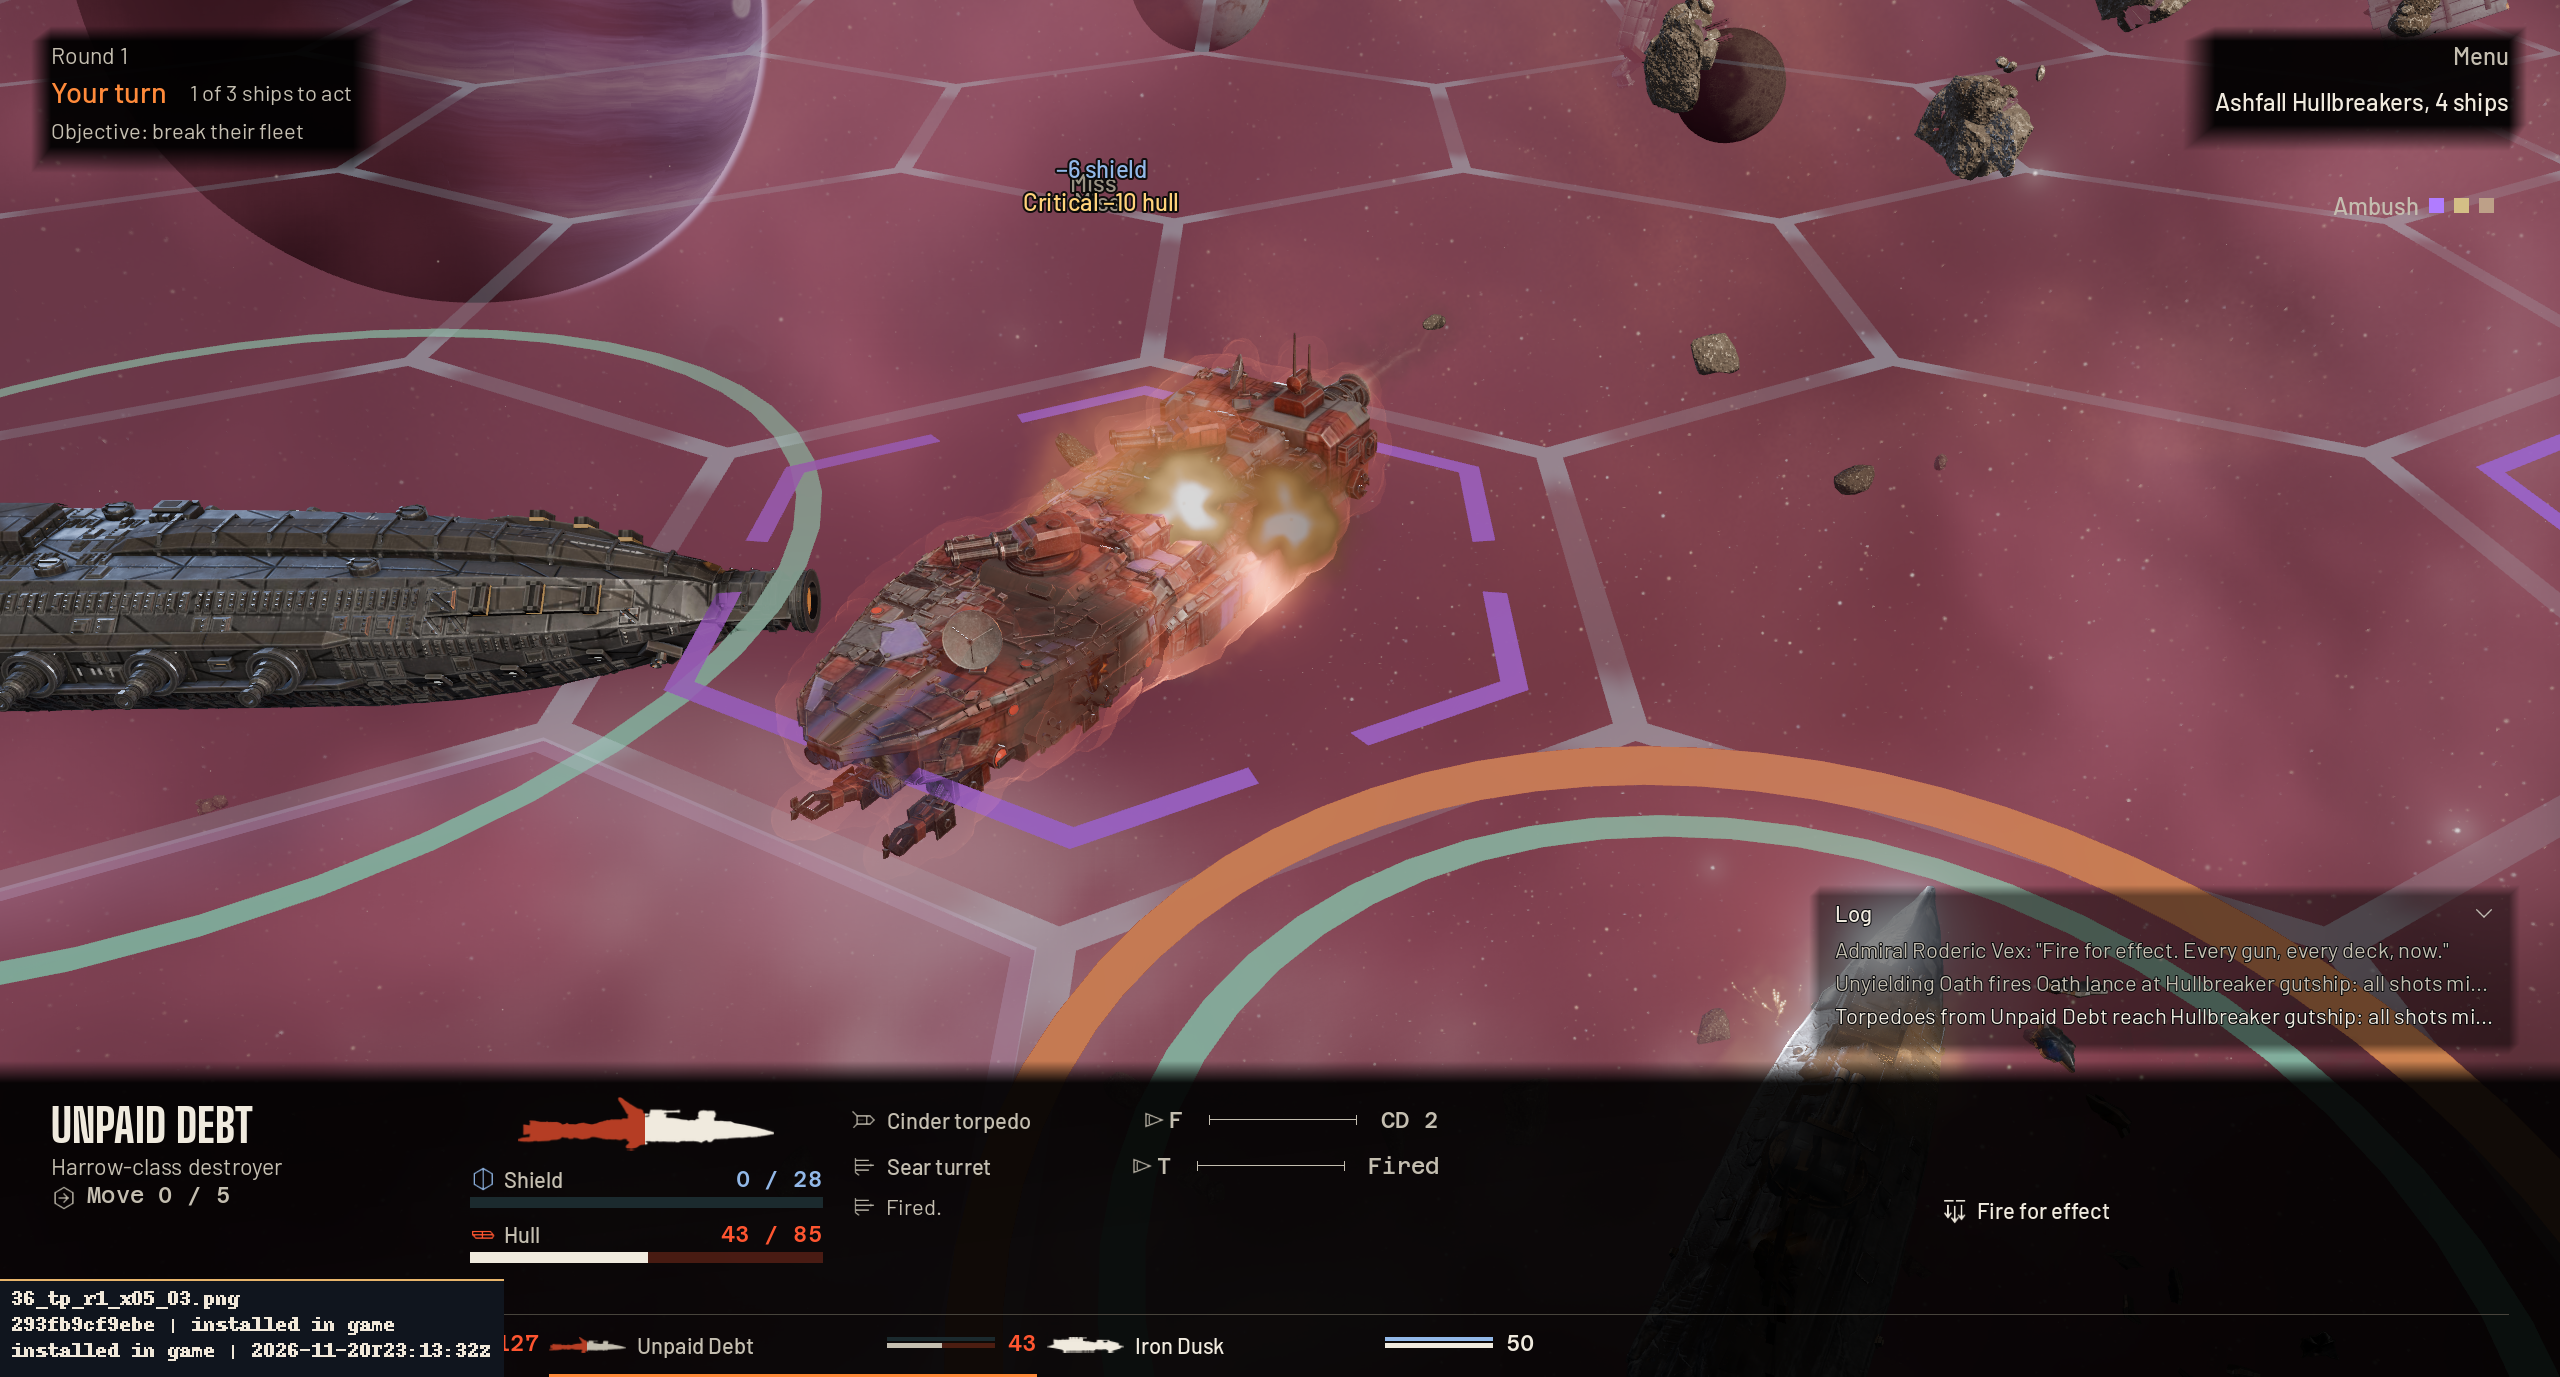 Round 1
Your turn 1 of 3 ships to act
Objective: break their fleet
Menu
Ashfall Hullbreakers, 4 ships
Ambush
-6 shield
Miss
Critical -10 hull
Log
Admiral Roderic Vex: "Fire for effect. Every gun, every deck, now."
Unyielding Oath fires Oath lance at Hullbreaker gutship: all shots mi...
Torpedoes from Unpaid Debt reach Hullbreaker gutship: all shots mi...
UNPAID DEBT
Harrow-class destroyer
Move 0 / 5
Shield 0 / 28
Hull 43 / 85
Cinder torpedo F CD 2
Sear turret T Fired
Fired.
Fire for effect
36_tp_r1_x05_03.png
293fb9cf9ebe | installed in game
installed in game | 2026-11-20T23:13:32Z
127 Unpaid Debt 43 Iron Dusk 50